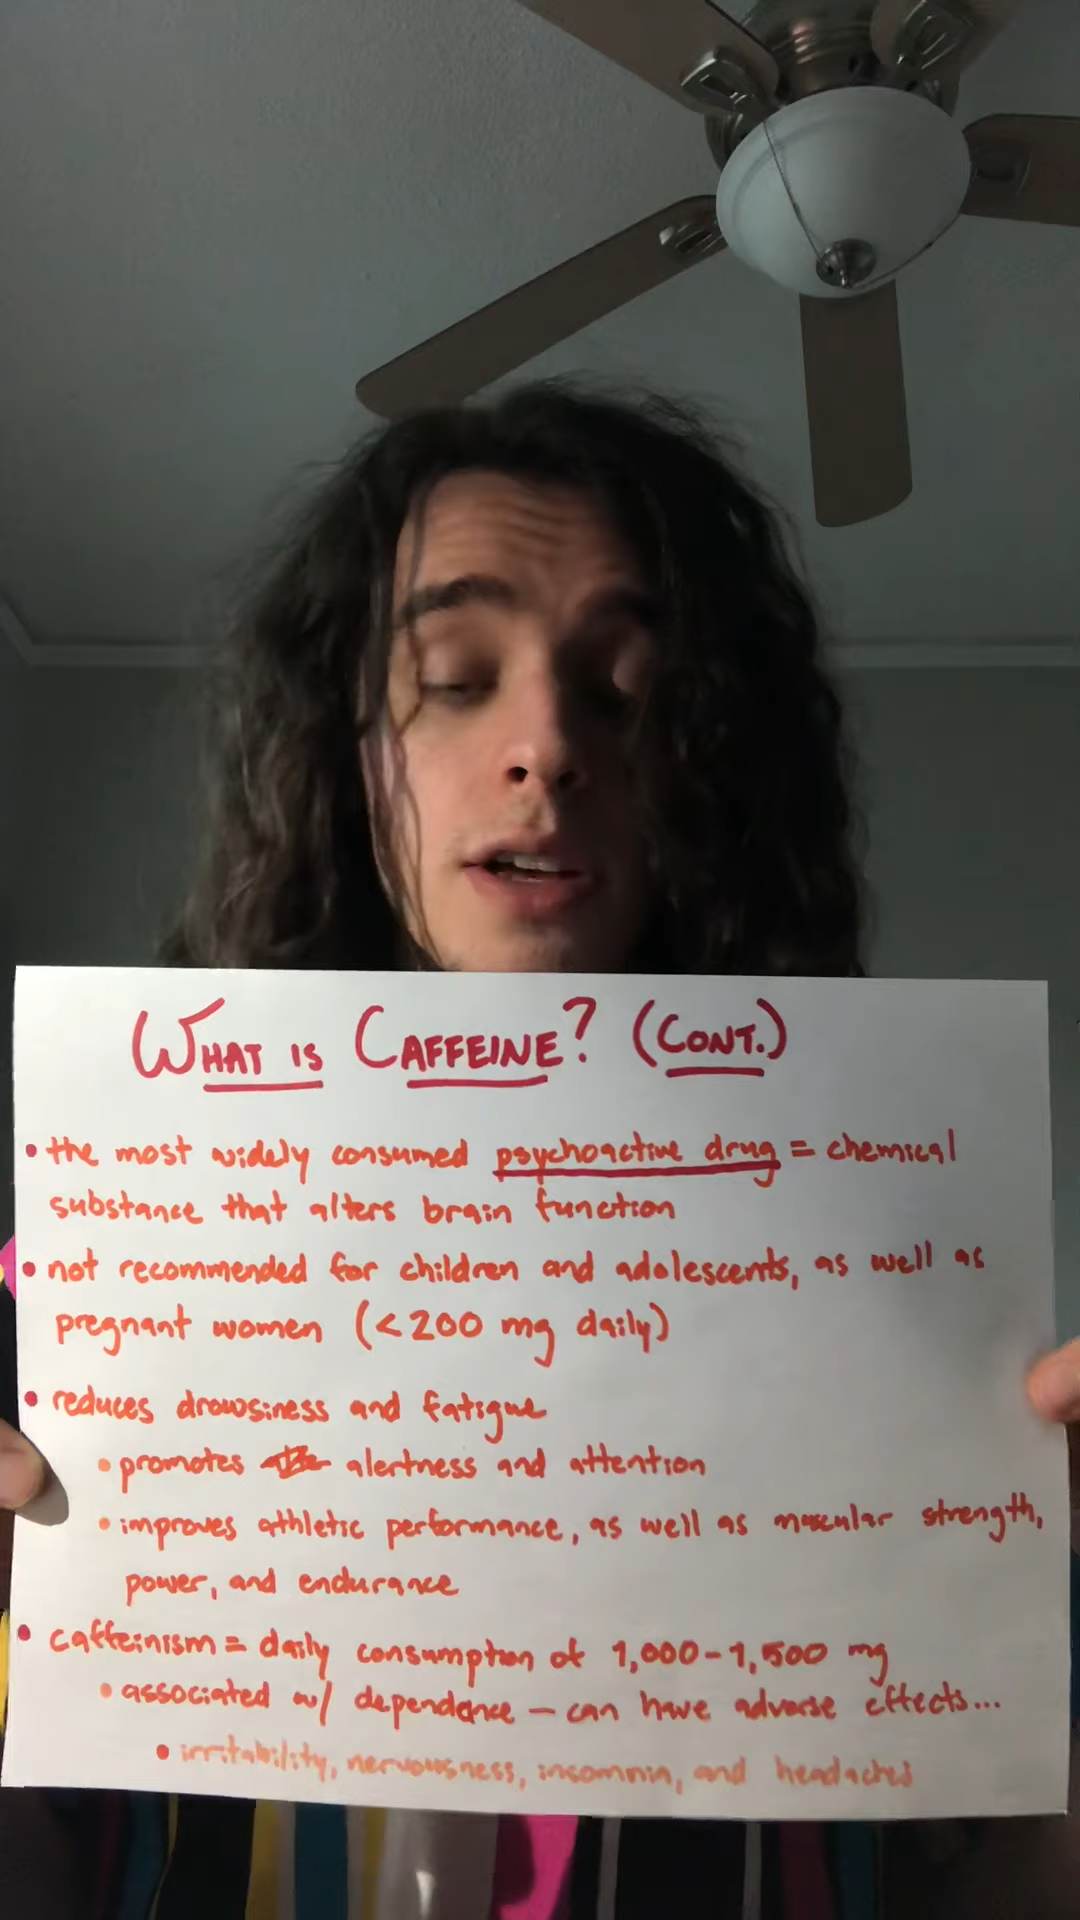 WHAT IS CAFFEINE? (CONT.)
• the most widely consumed psychoactive drug = chemical
substance that alters brain function
• not recommended for children and adolescents, as well as
pregnant women (<200 mg daily)
• reduces drowsiness and fatigue
• promotes alertness and attention
• improves athletic performance, as well as muscular strength,
power, and endurance
• caffeinism = daily consumption of 1,000-1,500 mg
• associated w/ dependence – can have adverse effects...
• irritability, nervousness, insomnia, and headaches